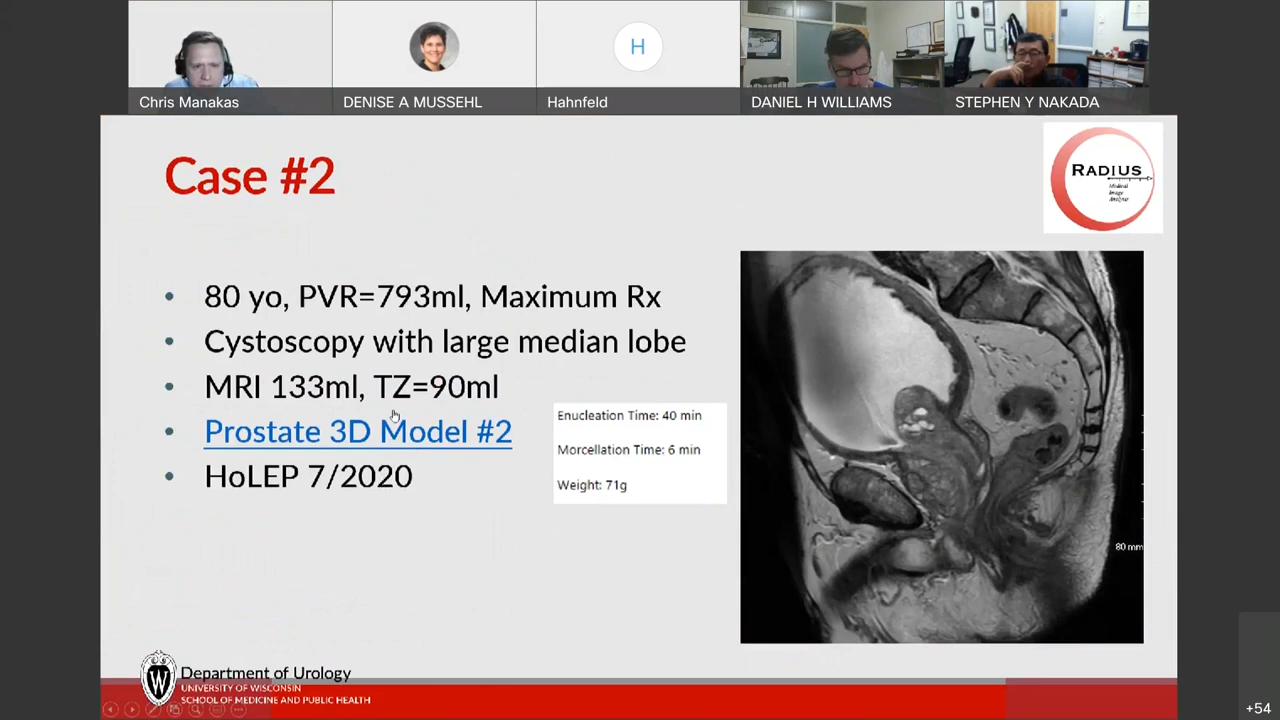 H
Chris Manakas
DENISE A MUSSEHL
Hahnfeld
DANIEL H WILLIAMS
STEPHEN Y NAKADA
Case #2
RADIUS
Medical
Image
Analysis
80 yo, PVR=793ml, Maximum Rx
Cystoscopy with large median lobe
MRI 133ml, TZ=90ml
Prostate 3D Model #2
HoLEP 7/2020
Enucleation Time: 40 min
Morcellation Time: 6 min
Weight: 71g
80 mm
W
Department of Urology
UNIVERSITY OF WISCONSIN
SCHOOL OF MEDICINE AND PUBLIC HEALTH
+54